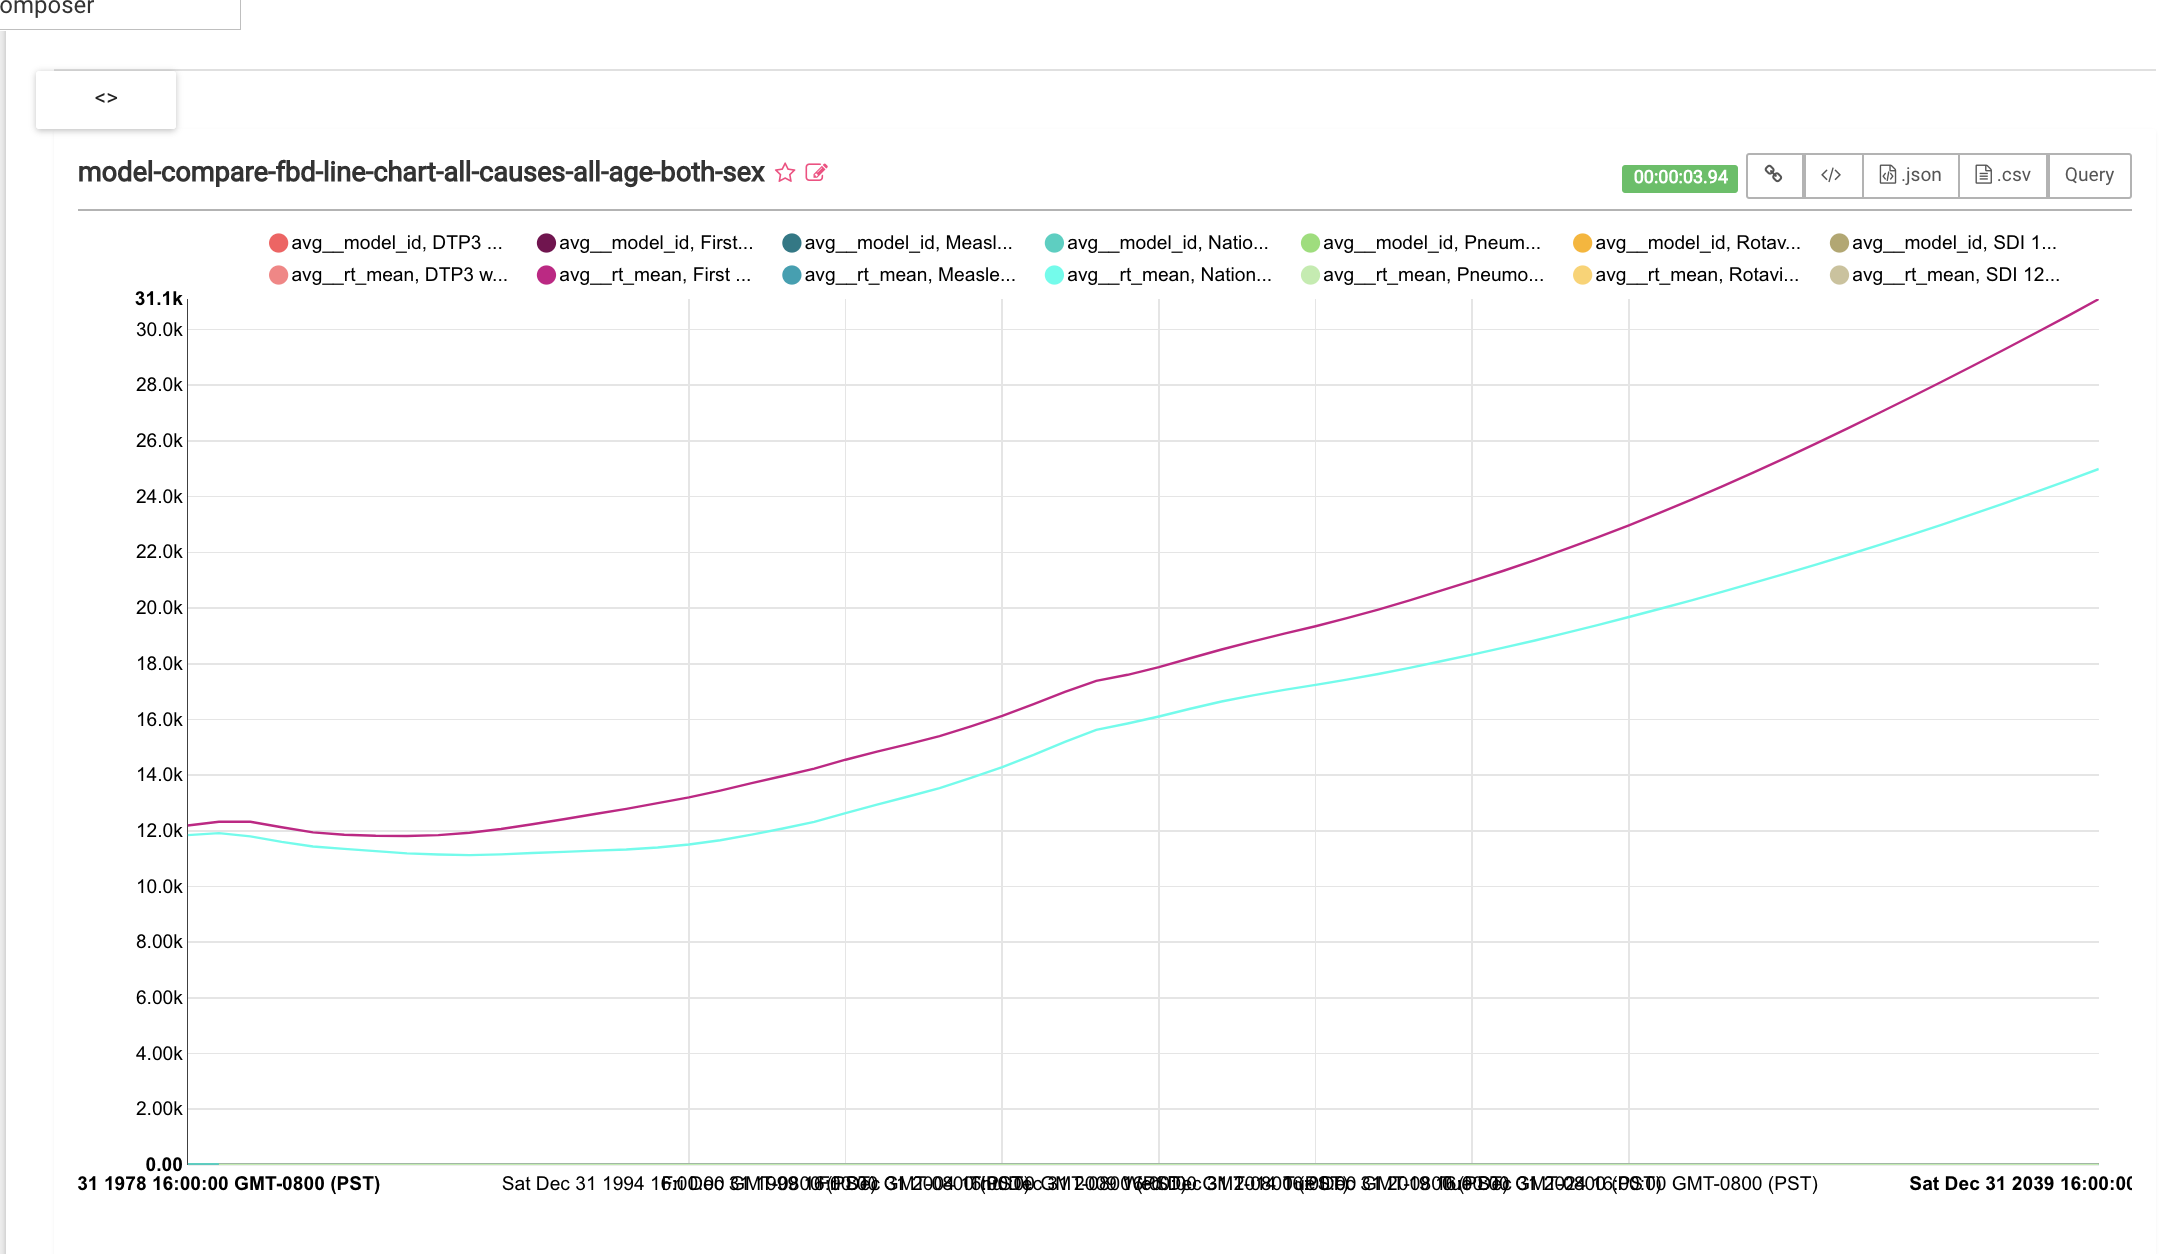 omposer
<>
model-compare-fbd-line-chart-all-causes-all-age-both-sex
00:00:03.94
</>
.json
.csv
Query
avg__model_id, DTP3 ... avg__model_id, First... avg__model_id, Measl... avg__model_id, Natio... avg__model_id, Pneum... avg__model_id, Rotav... avg__model_id, SDI 1...
avg__rt_mean, DTP3 w... avg__rt_mean, First ... avg__rt_mean, Measle... avg__rt_mean, Nation... avg__rt_mean, Pneumo... avg__rt_mean, Rotavi... avg__rt_mean, SDI 12...
31.1k
30.0k
28.0k
26.0k
24.0k
22.0k
20.0k
18.0k
16.0k
14.0k
12.0k
10.0k
8.00k
6.00k
4.00k
2.00k
0.00
31 1978 16:00:00 GMT-0800 (PST) Sat Dec 31 1994 GMT-0800 (PST) Sat Dec 31 2039 16:00:00